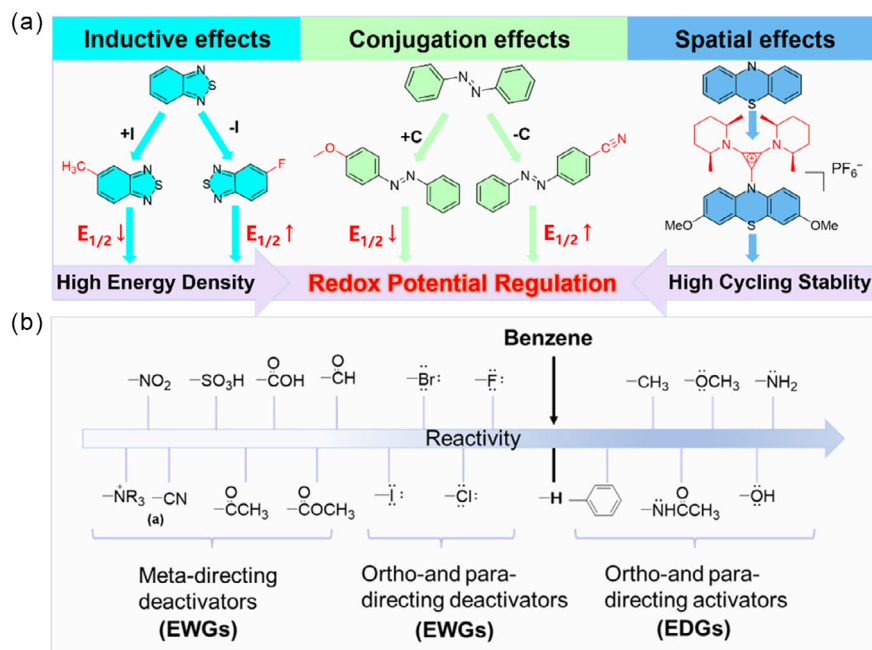 (a)
Inductive effects
Conjugation effects
Spatial effects
N
S
N
+I
-I
H₃C
N
S
N
N
S
N
F
E₁/₂ ↓
E₁/₂ ↑
N
N
+C
-C
O
N=N
N=N
C≡N
E₁/₂ ↓
E₁/₂ ↑
N
S
N
N
+
PF₆⁻
N
MeO
S
OMe
High Energy Density
Redox Potential Regulation
High Cycling Stablity
(b)
Benzene
–NO₂
–SO₃H
O
–COH
O
–CH
–Br:
–F:
–CH₃
–OCH₃
–NH₂
Reactivity
+
–NR₃
–CN
(a)
O
–CCH₃
O
–COCH₃
–I:
–Cl:
–H
O
–NHCCH₃
–OH
Meta-directing
deactivators
(EWGs)
Ortho-and para-
directing deactivators
(EWGs)
Ortho-and para-
directing activators
(EDGs)